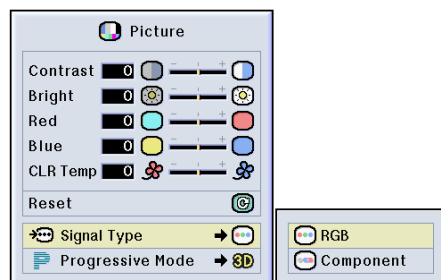 Picture
Contrast 0 - +
Bright 0 - +
Red 0 - +
Blue 0 - +
CLR Temp 0 - +
Reset
Signal Type
Progressive Mode 3D
RGB
Component